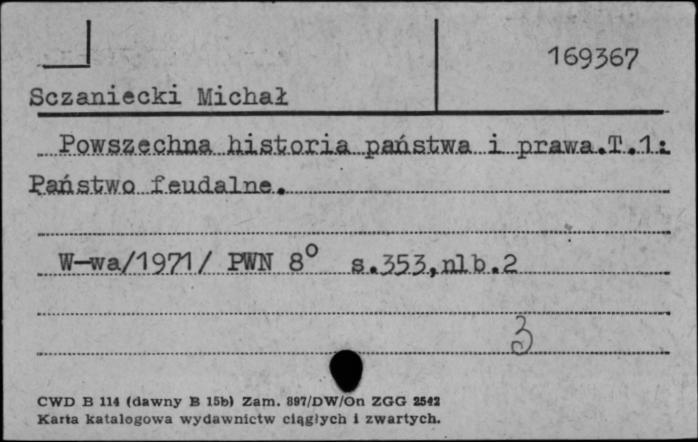 169367
Sczaniecki Michał
Powszechna historia państwa i prawa.T.1:
Państwo feudalne.
W-wa/1971/ PWN 8° s.353,nlb.2
3
CWD B 114 (dawny B 15b) Zam. 897/DW/On ZGG 2542
Karta katalogowa wydawnictw ciągłych i zwartych.